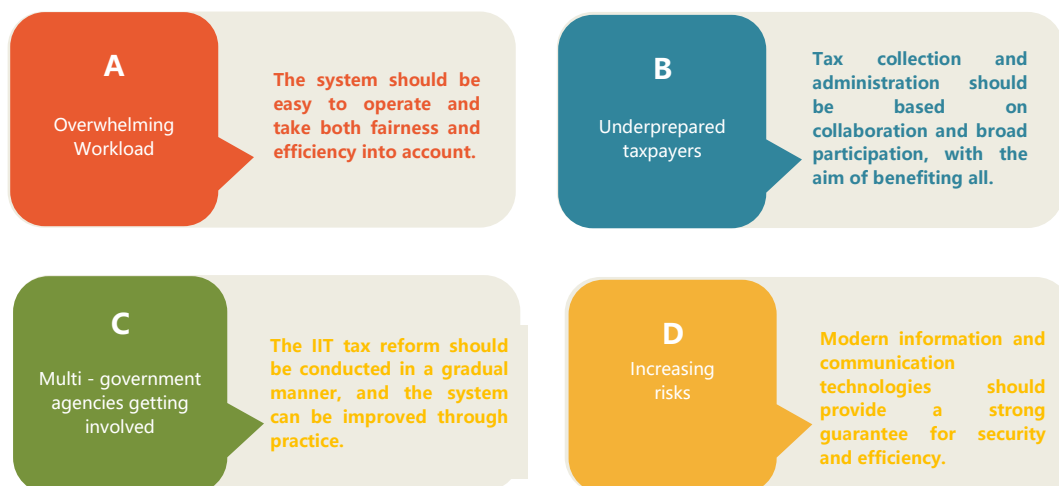 A
Overwhelming
Workload
The system should be
easy to operate and
take both fairness and
efficiency into account.
B
Underprepared
taxpayers
Tax collection and
administration should
be based on
collaboration and broad
participation, with the
aim of benefiting all.
C
Multi - government
agencies getting
involved
The IIT tax reform should
be conducted in a gradual
manner, and the system
can be improved through
practice.
D
Increasing
risks
Modern information and
communication
technologies should
provide a strong
guarantee for security
and efficiency.